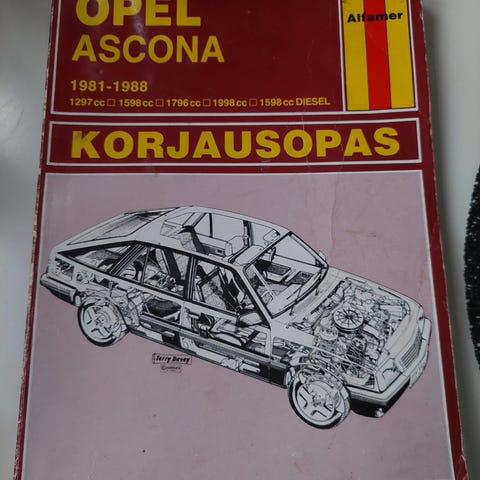 OPEL
Alfamer
ASCONA
1981-1988
1297 cc □ 1598 cc □ 1796 cc □ 1998 cc □ 1598 cc DIESEL
KORJAUSOPAS
Terry Davey